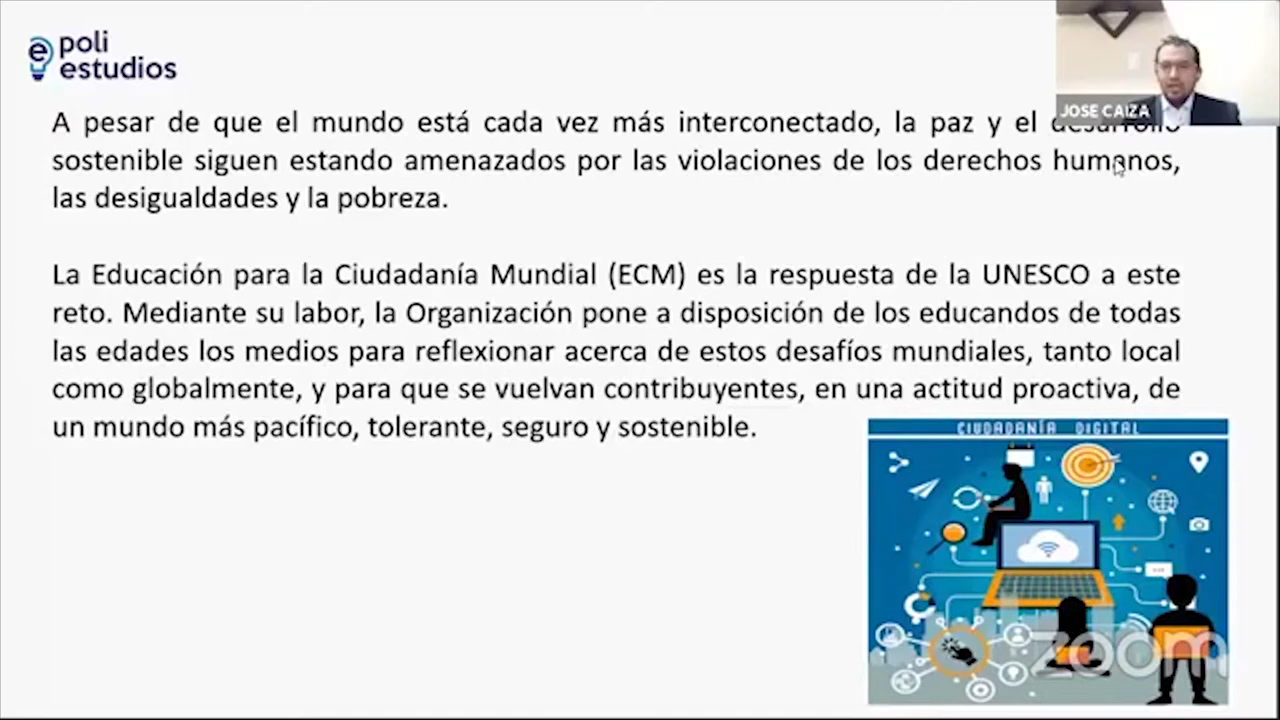 poli
estudios
JOSE CAIZA
A pesar de que el mundo está cada vez más interconectado, la paz y el desarrollo
sostenible siguen estando amenazados por las violaciones de los derechos humanos,
las desigualdades y la pobreza.
La Educación para la Ciudadanía Mundial (ECM) es la respuesta de la UNESCO a este
reto. Mediante su labor, la Organización pone a disposición de los educandos de todas
las edades los medios para reflexionar acerca de estos desafíos mundiales, tanto local
como globalmente, y para que se vuelvan contribuyentes, en una actitud proactiva, de
un mundo más pacífico, tolerante, seguro y sostenible.
CIUDADANÍA DIGITAL
zoom